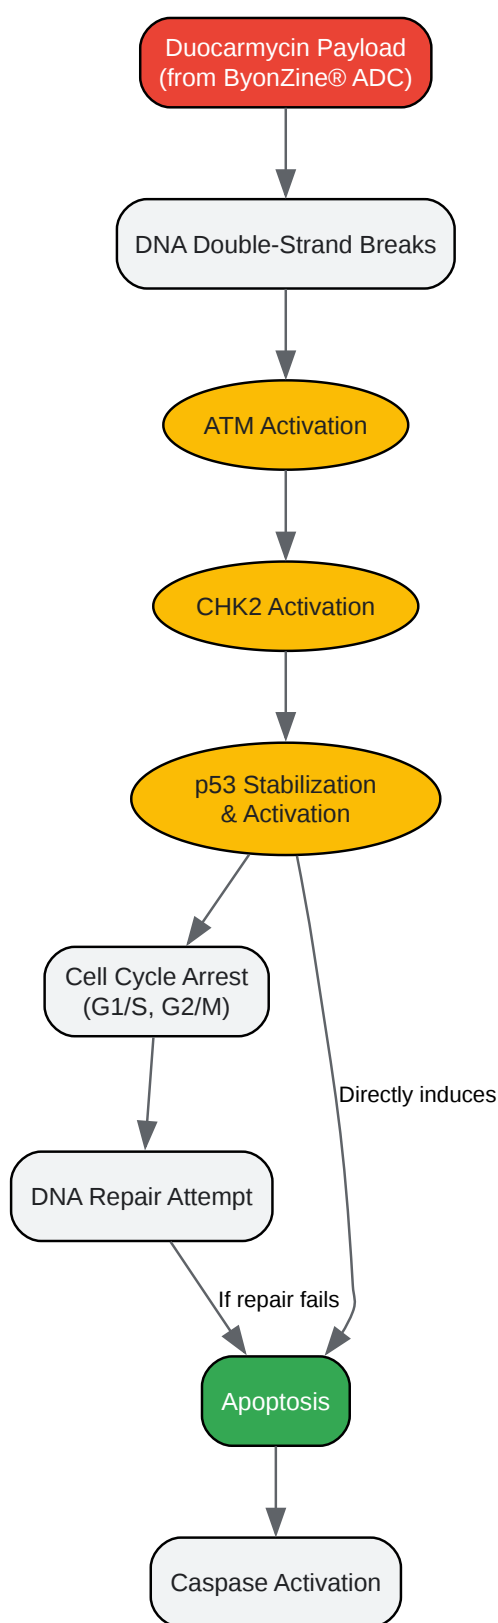 Duocarmycin Payload
(from ByonZine® ADC)
DNA Double-Strand Breaks
ATM Activation
CHK2 Activation
p53 Stabilization
& Activation
Cell Cycle Arrest
(G1/S, G2/M)
Directly induces
DNA Repair Attempt
If repair fails
Apoptosis
Caspase Activation